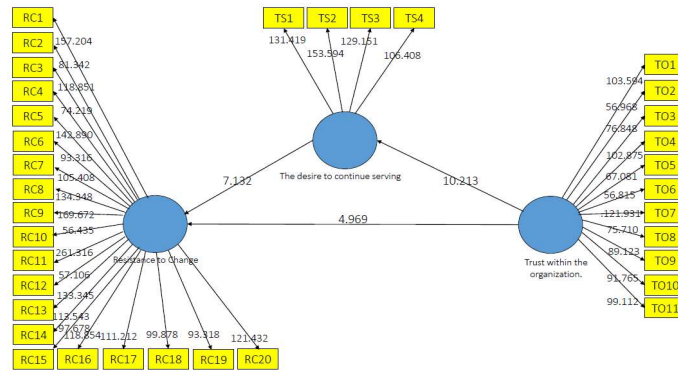 RC1
RC2
RC3
RC4
RC5
RC6
RC7
RC8
RC9
RC10
RC11
RC12
RC13
RC14
RC15
RC16
RC17
RC18
RC19
RC20
157.204
81.342
118.851
74.219
142.890
93.316
105.408
134.348
169.672
56.435
261.316
57.106
133.345
113.543
97.678
118.854
111.212
99.878
93.318
121.432
Resistance to Change
TS1
TS2
TS3
TS4
131.419
153.594
129.151
106.408
The desire to continue serving
7.132
10.213
4.969
TO1
TO2
TO3
TO4
TO5
TO6
TO7
TO8
TO9
TO10
TO11
103.594
56.968
76.848
102.875
67.081
56.815
121.931
75.710
89.123
91.765
99.112
Trust within the
organization.